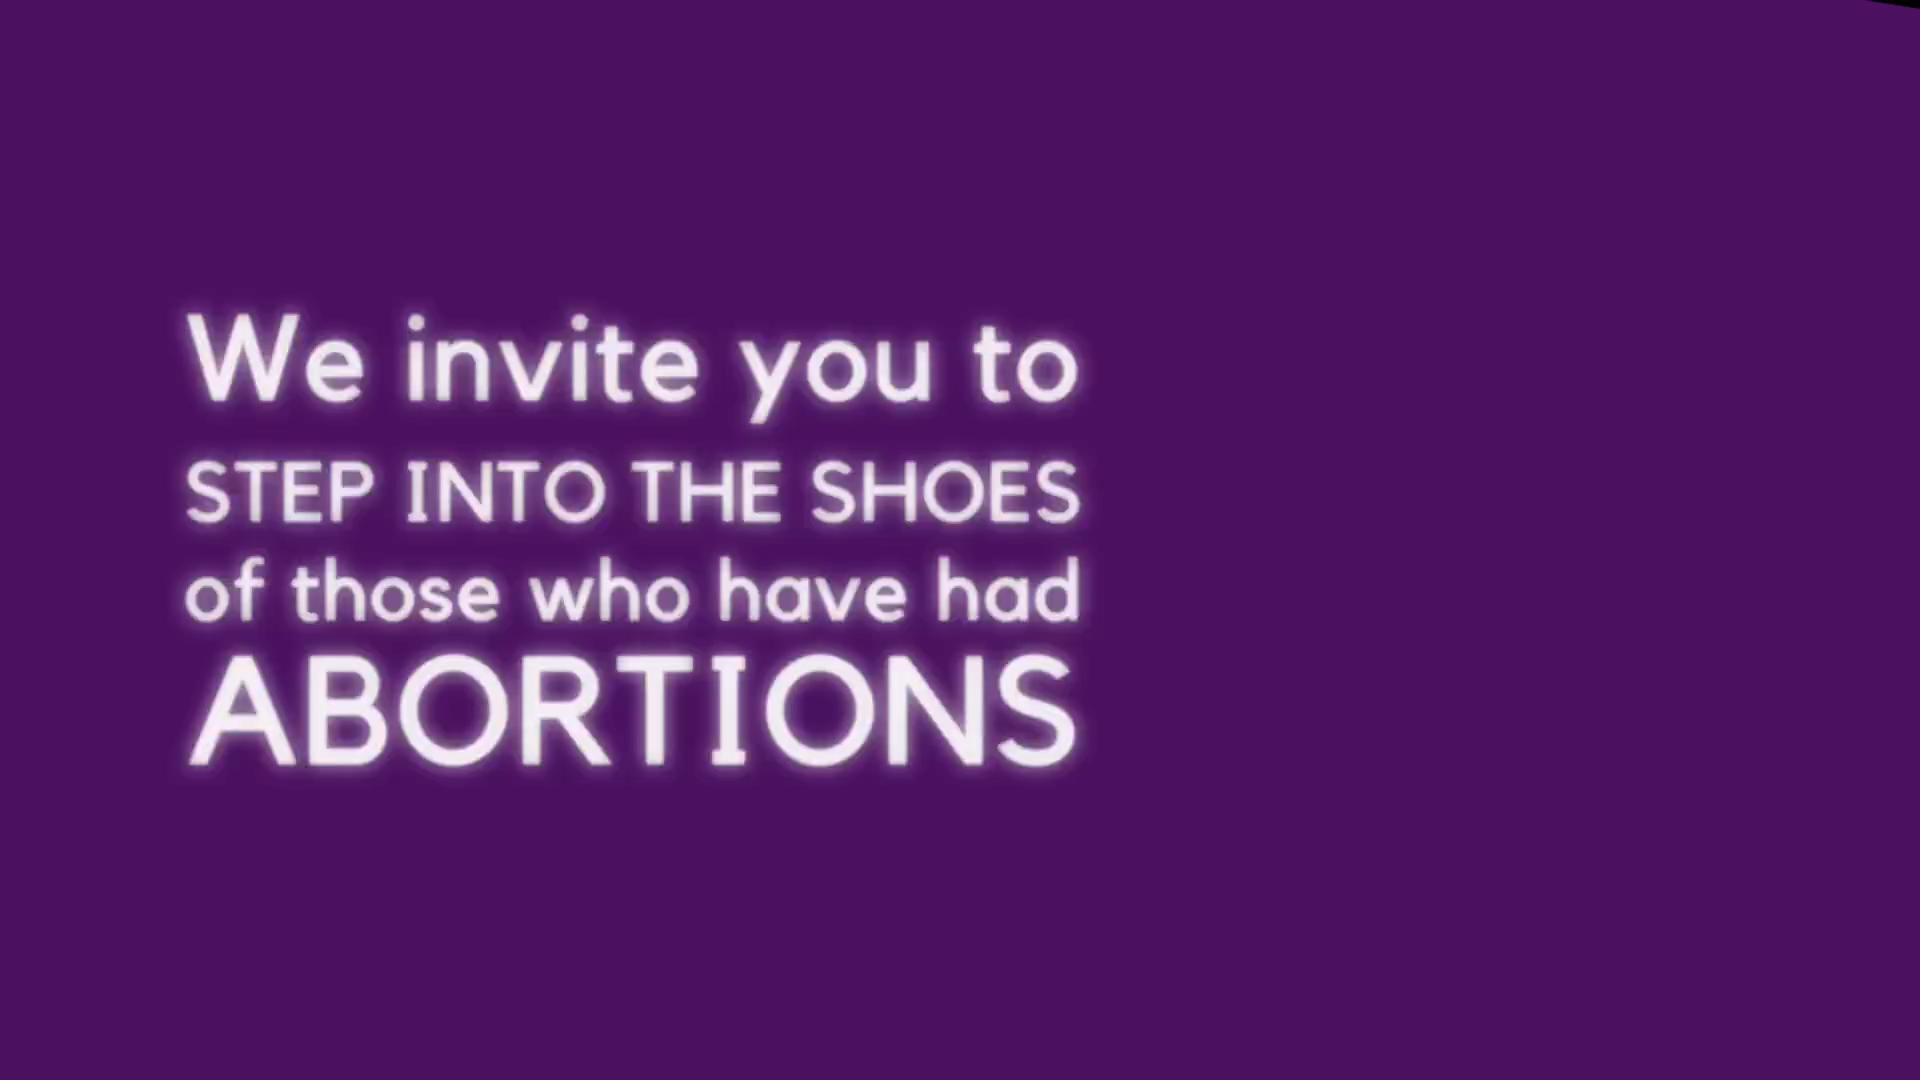 We invite you to
STEP INTO THE SHOES
of those who have had
ABORTIONS